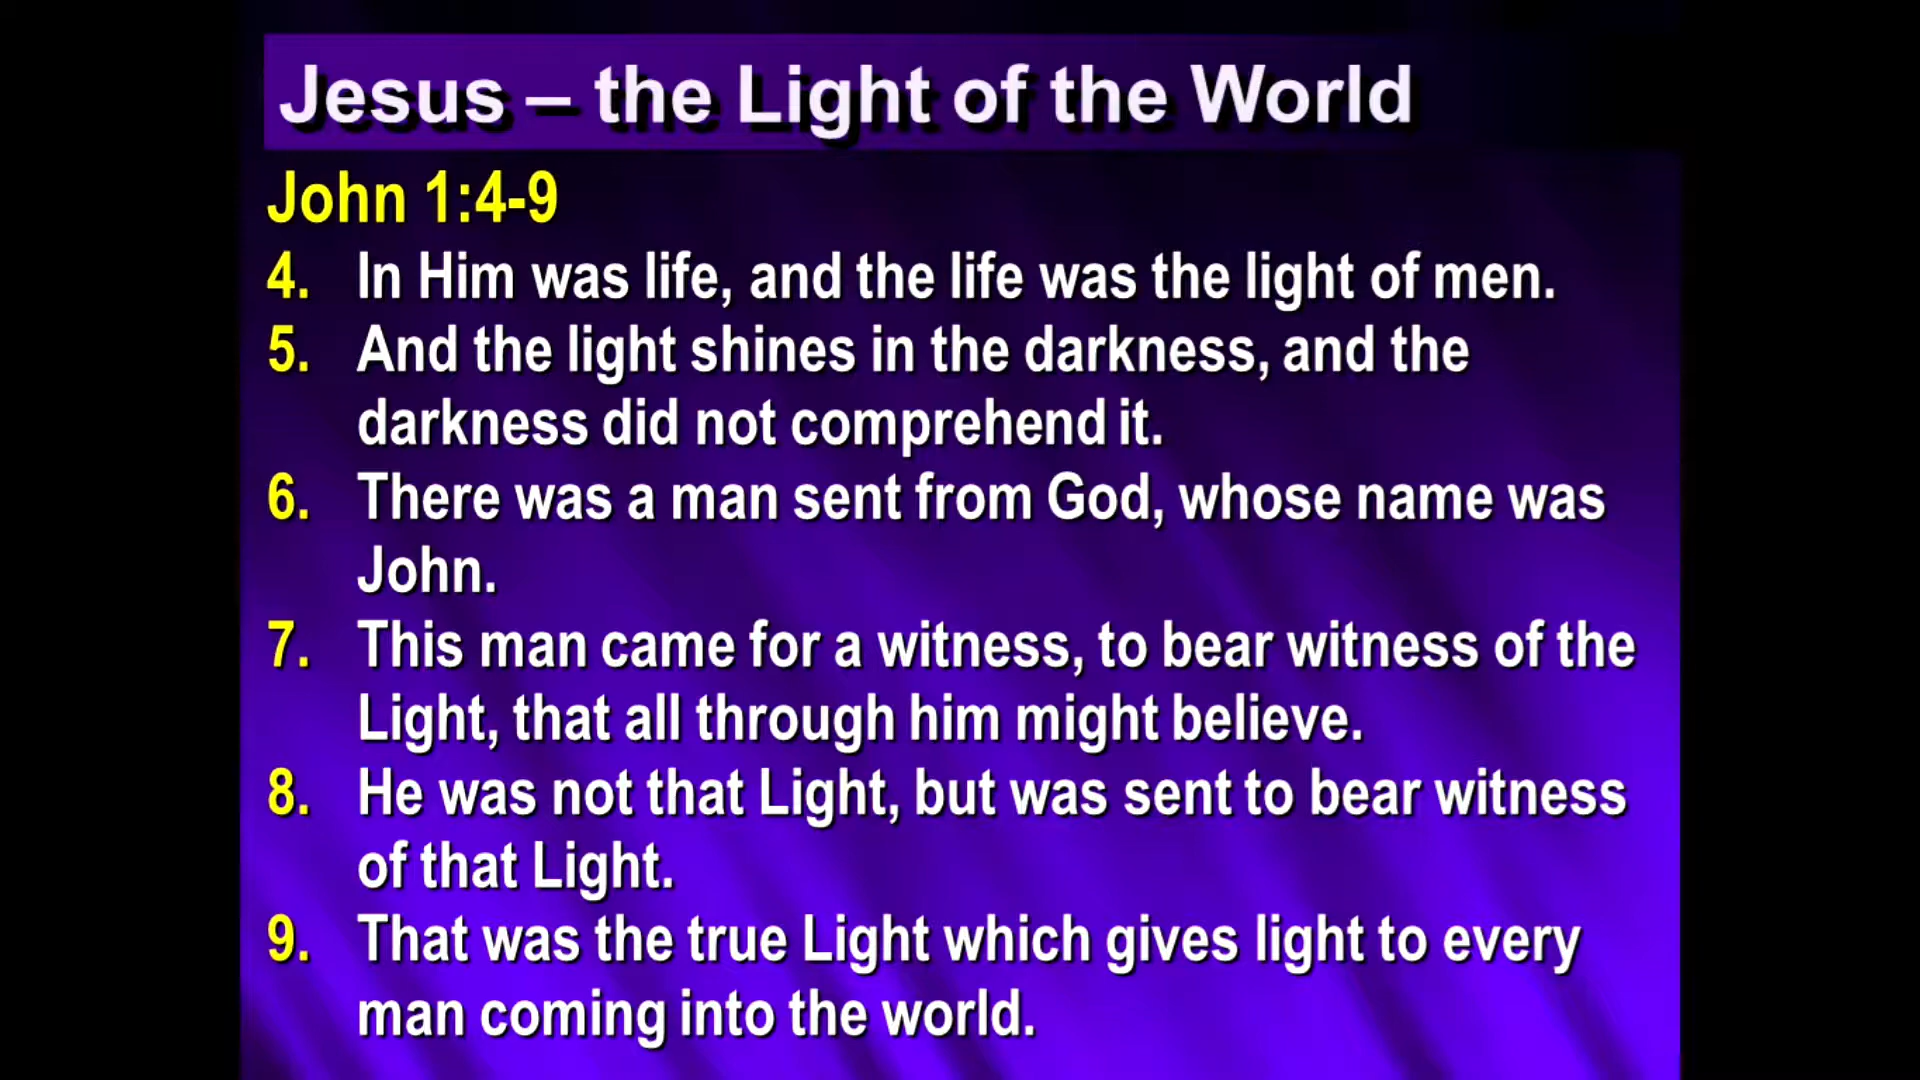 Jesus – the Light of the World
John 1:4-9
4. In Him was life, and the life was the light of men.
5. And the light shines in the darkness, and the
darkness did not comprehend it.
6. There was a man sent from God, whose name was
John.
7. This man came for a witness, to bear witness of the
Light, that all through him might believe.
8. He was not that Light, but was sent to bear witness
of that Light.
9. That was the true Light which gives light to every
man coming into the world.